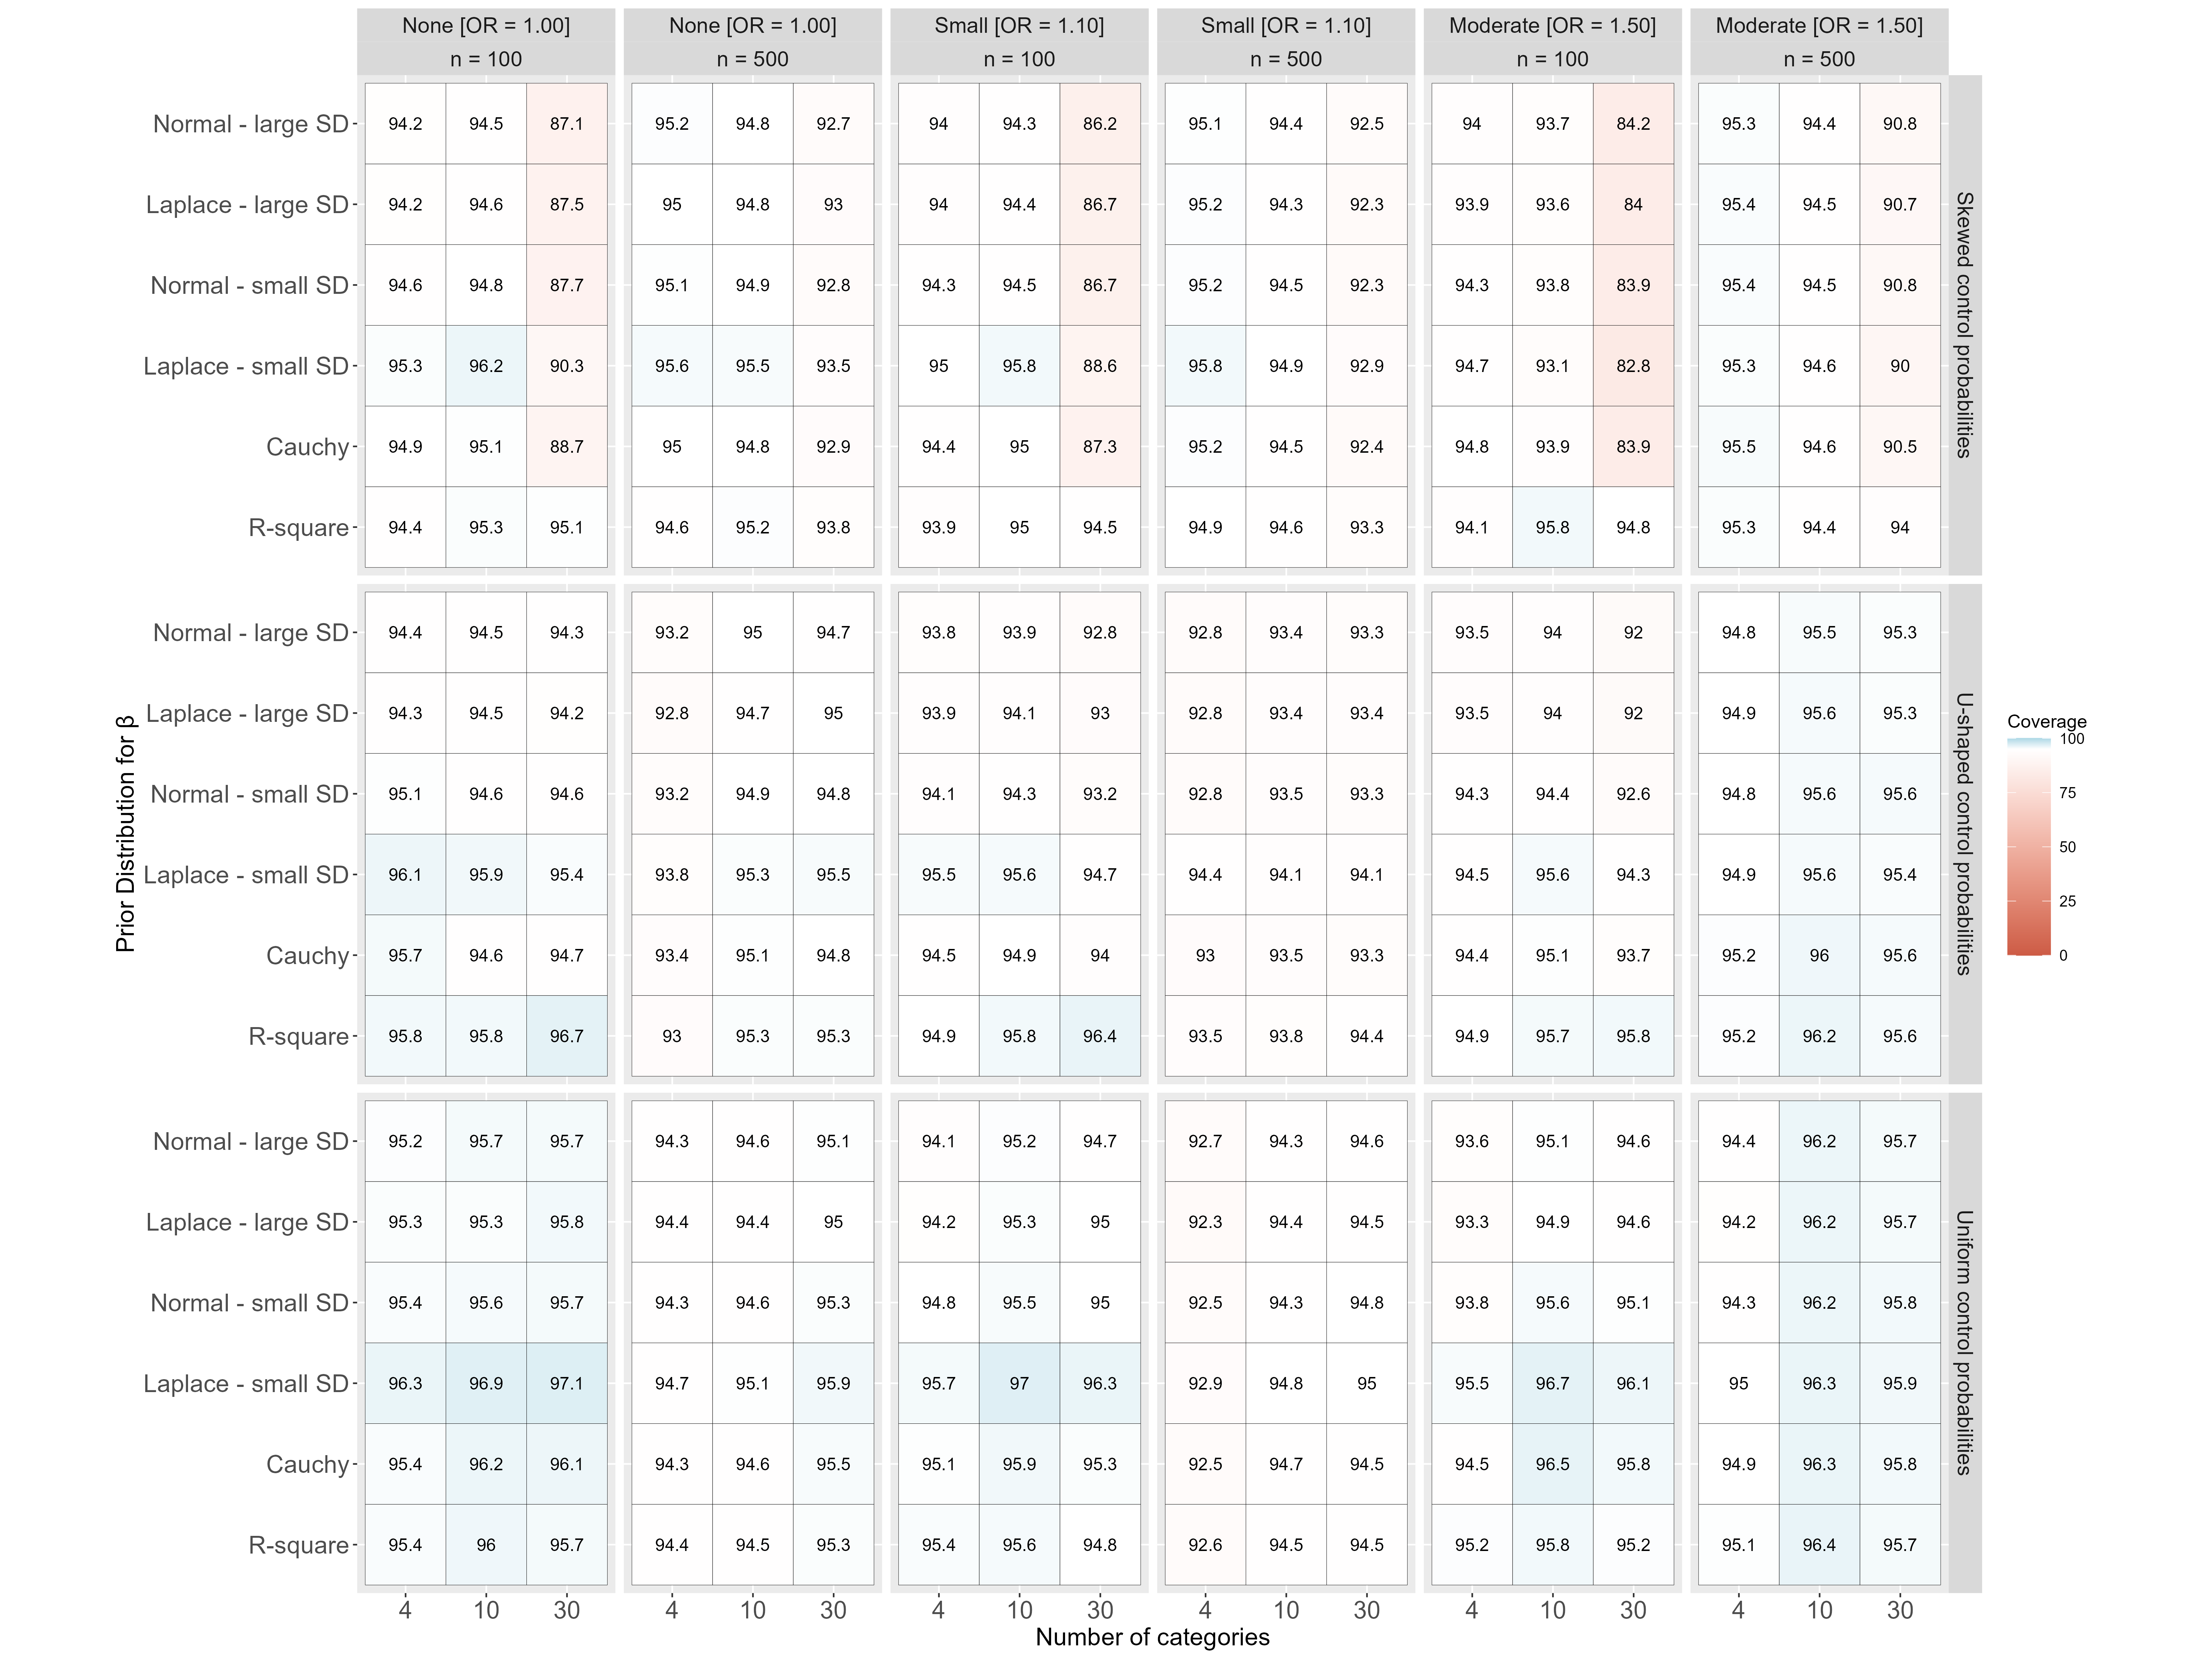 None [OR = 1.00] None [OR = 1.00] Small [OR = 1.10] Small [OR = 1.10] Moderate [OR = 1.50] Moderate [OR = 1.50]
n = 100 n = 500 n = 100 n = 500 n = 100 n = 500
Normal - large SD 94.2 94.5 87.1 95.2 94.8 92.7 94 94.3 86.2 95.1 94.4 92.5 94 93.7 84.2 95.3 94.4 90.8
Laplace - large SD 94.2 94.6 87.5 95 94.8 93 94 94.4 86.7 95.2 94.3 92.3 93.9 93.6 84 95.4 94.5 90.7
Normal - small SD 94.6 94.8 87.7 95.1 94.9 92.8 94.3 94.5 86.7 95.2 94.5 92.3 94.3 93.8 83.9 95.4 94.5 90.8
Laplace - small SD 95.3 96.2 90.3 95.6 95.5 93.5 95 95.8 88.6 95.8 94.9 92.9 94.7 93.1 82.8 95.3 94.6 90
Cauchy 94.9 95.1 88.7 95 94.8 92.9 94.4 95 87.3 95.2 94.5 92.4 94.8 93.9 83.9 95.5 94.6 90.5
R-square 94.4 95.3 95.1 94.6 95.2 93.8 93.9 95 94.5 94.9 94.6 93.3 94.1 95.8 94.8 95.3 94.4 94
Skewed control probabilities
Normal - large SD 94.4 94.5 94.3 93.2 95 94.7 93.8 93.9 92.8 92.8 93.4 93.3 93.5 94 92 94.8 95.5 95.3
Laplace - large SD 94.3 94.5 94.2 92.8 94.7 95 93.9 94.1 93 92.8 93.3 93.4 93.5 94 92 94.9 95.6 95.3
Normal - small SD 95.1 94.6 94.6 93.2 94.9 94.8 94.1 94.3 93.2 92.8 93.5 93.3 94.3 94.4 92.6 94.8 95.6 95.6
Laplace - small SD 96.1 95.9 95.4 93.8 95.3 95.5 95.5 95.6 94.7 94.4 94.1 94.1 94.5 95.6 94.3 94.9 95.6 95.4
Cauchy 95.7 94.6 94.7 93.4 95.1 94.8 94.5 94.9 94 93 93.5 93.3 94.4 95.1 93.7 95.2 96 95.6
R-square 95.8 95.8 96.7 93 95.3 95.3 94.9 95.8 96.4 93.5 93.8 94.4 94.9 95.7 95.8 95.2 96.2 95.6
U-shaped control probabilities
Normal - large SD 95.2 95.7 95.7 94.3 94.6 95.1 94.1 95.2 94.7 92.7 94.3 94.6 93.6 95.1 94.6 94.4 96.2 95.7
Laplace - large SD 95.3 95.3 95.8 94.4 94.4 95 94.2 95.3 95 92.3 94.4 94.5 93.3 94.9 94.6 94.2 96.2 95.7
Normal - small SD 95.4 95.6 95.7 94.3 94.6 95.3 94.8 95.5 95 92.5 94.3 94.8 93.8 95.6 95.1 94.3 96.2 95.8
Laplace - small SD 96.3 96.9 97.1 94.7 95.1 95.9 95.7 97 96.3 92.9 94.8 95 95.5 96.7 96.1 95 96.3 95.9
Cauchy 95.4 96.2 96.1 94.3 94.6 95.5 95.1 95.9 95.3 92.5 94.7 94.5 94.5 96.5 95.8 94.9 96.3 95.8
R-square 95.4 96 95.7 94.4 94.5 95.3 95.4 95.6 94.8 92.6 94.5 94.5 95.2 95.8 95.2 95.1 96.4 95.7
Uniform control probabilities
4 10 30 4 10 30 4 10 30 4 10 30 4 10 30 4 10 30
Number of categories
Prior Distribution for β
Coverage
100
75
50
25
0